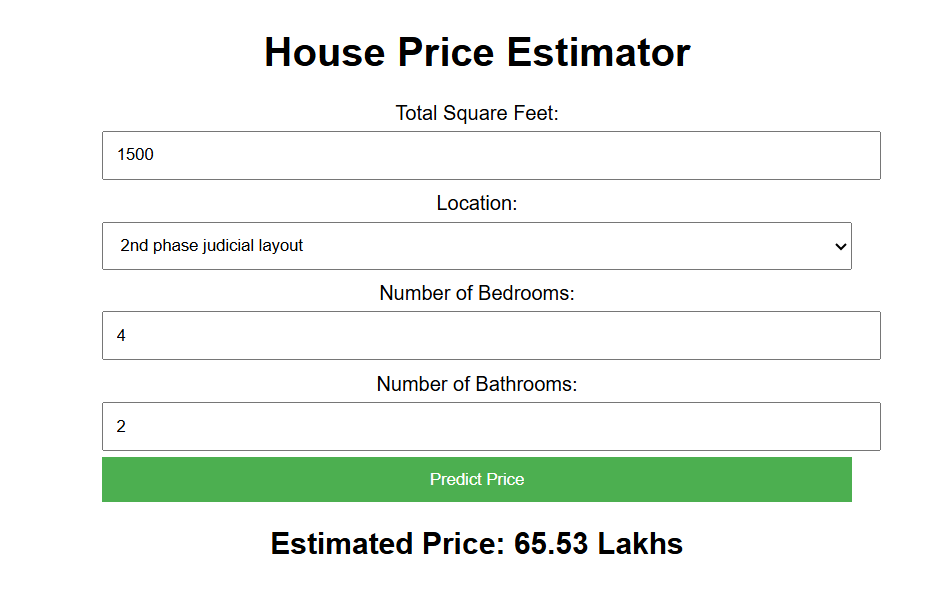 House Price Estimator
Total Square Feet:
1500
Location:
2nd phase judicial layout
Number of Bedrooms:
4
Number of Bathrooms:
2
Predict Price
Estimated Price: 65.53 Lakhs